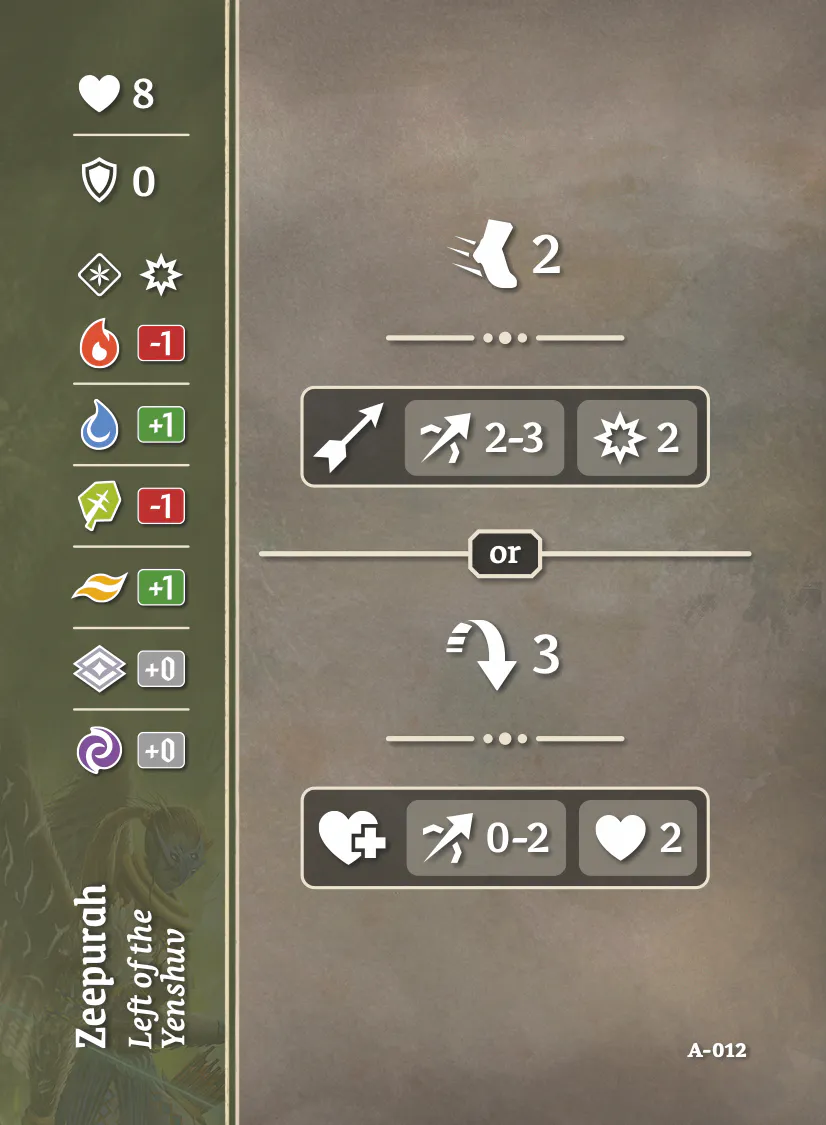 8
0
-1
+1
-1
+1
+0
+0
Zeepurah
Left of the
Yenshuv
2
2-3 2
or
3
0-2 2
A-012